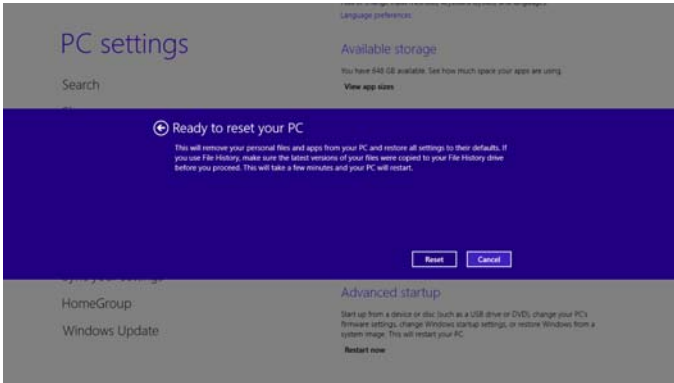 Language preferences
PC settings
Available storage
You have 648 GB available. See how much space your apps are using.
Search
View app sizes
Ready to reset your PC
This will remove your personal files and apps from your PC and restore all settings to their defaults. If
you use File History, make sure the latest versions of your files were copied to your File History drive
before you proceed. This will take a few minutes and your PC will restart.
Reset
Cancel
Advanced startup
HomeGroup
Start up from a device or disc (such as a USB drive or DVD), change your PC's
firmware settings, change Windows startup settings, or restore Windows from a
system image. This will restart your PC.
Windows Update
Restart now